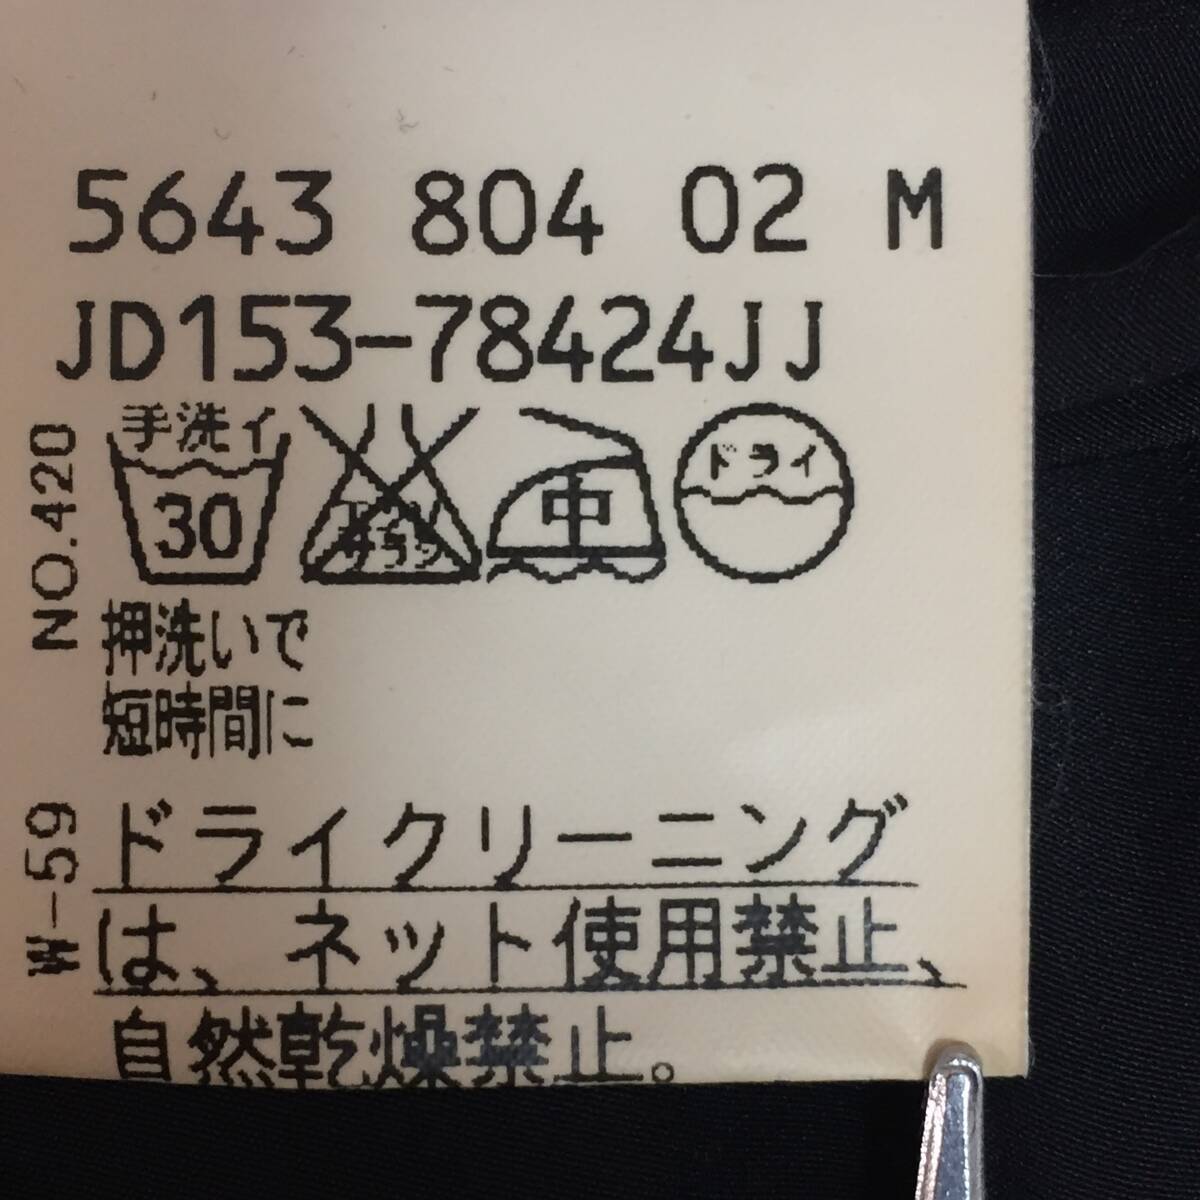 5643 804 02 M
JD153-78424JJ
NO.420
手洗イ
30
エンソ
サラシ
中
ドライ
押洗いで
短時間に
W-59
ドライクリーニング
は、ネット使用禁止、
自然乾燥禁止。